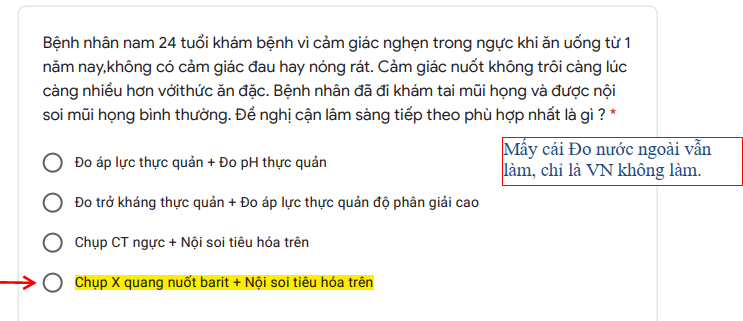 Bệnh nhân nam 24 tuổi khám bệnh vì cảm giác nghẹn trong ngực khi ăn uống từ 1
năm nay,không có cảm giác đau hay nóng rát. Cảm giác nuốt không trôi càng lúc
càng nhiều hơn vớithức ăn đặc. Bệnh nhân đã đi khám tai mũi họng và được nội
soi mũi họng bình thường. Đề nghị cận lâm sàng tiếp theo phù hợp nhất là gì ? *
Mấy cái Đo nước ngoài vẫn
làm, chỉ là VN không làm.
Đo áp lực thực quản + Đo pH thực quản
Đo trở kháng thực quản + Đo áp lực thực quản độ phân giải cao
Chụp CT ngực + Nội soi tiêu hóa trên
Chụp X quang nuốt barit + Nội soi tiêu hóa trên